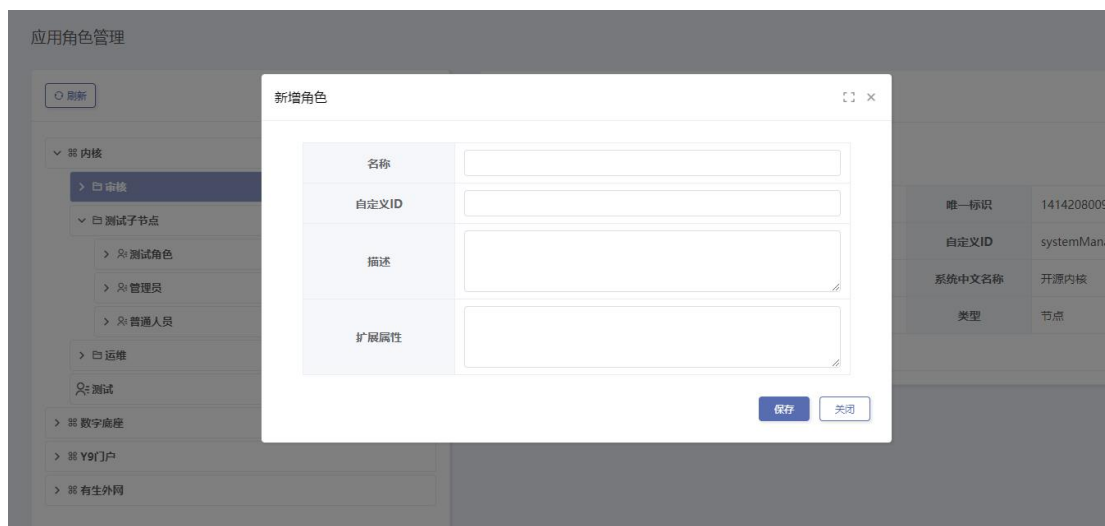 应用角色管理
刷新
内核
审核
测试子节点
测试角色
管理员
普通人员
运维
测试
数字底座
Y9门户
有生外网
新增角色
名称
自定义ID
描述
扩展属性
保存
关闭
唯一标识
1414208009
自定义ID
systemMan
系统中文名称
开源内核
类型
节点